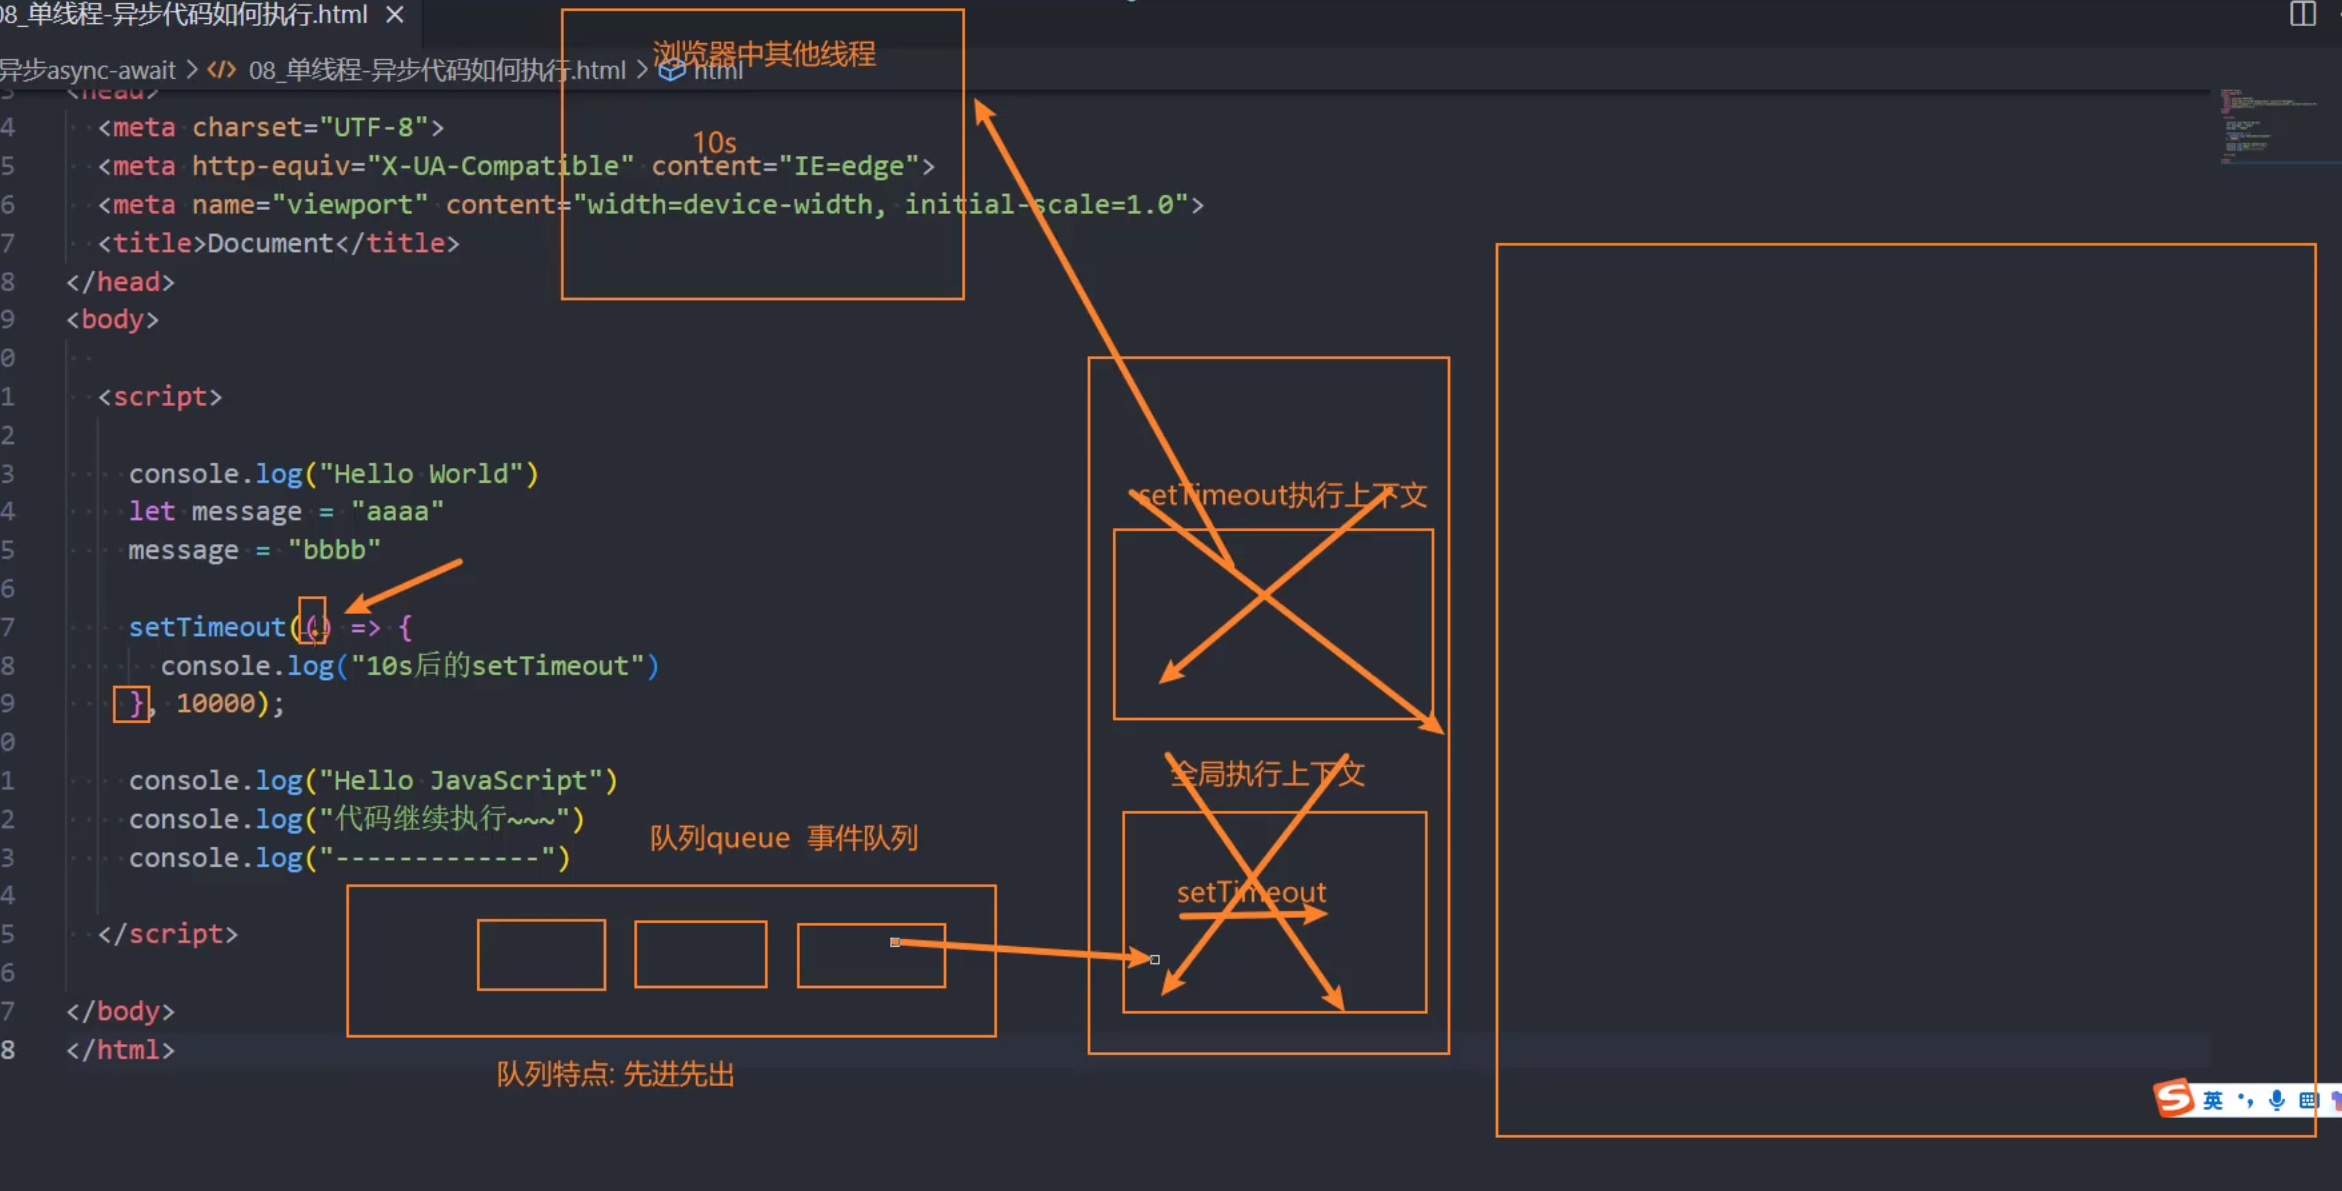 08_单线程-异步代码如何执行.html
异步async-await > 08_单线程-异步代码如何执行.html > html
浏览器中其他线程
10s
3 <head>
4 <meta charset="UTF-8">
5 <meta http-equiv="X-UA-Compatible" content="IE=edge">
6 <meta name="viewport" content="width=device-width, initial-scale=1.0">
7 <title>Document</title>
8 </head>
9 <body>
0
1 <script>
2
3 console.log("Hello World")
4 let message = "aaaa"
5 message = "bbbb"
6
7 setTimeout(() => {
8 console.log("10s后的setTimeout")
9 }, 10000);
0
1 console.log("Hello JavaScript")
2 console.log("代码继续执行~~~")
3 console.log("-------------")
4
5 </script>
6
7 </body>
8 </html>
setTimeout执行上下文
全局执行上下文
setTimeout
队列queue 事件队列
队列特点: 先进先出
英